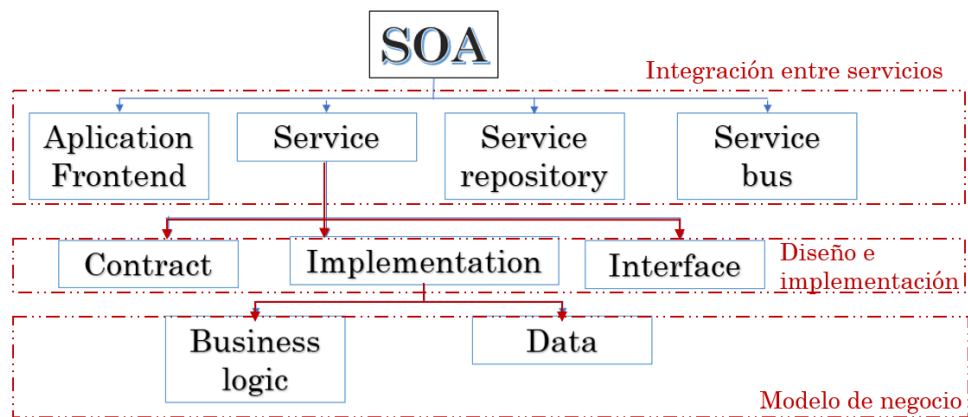 SOA
Integración entre servicios
Aplication
Frontend
Service
Service
repository
Service
bus
Contract
Implementation
Interface
Diseño e
implementación
Business
logic
Data
Modelo de negocio